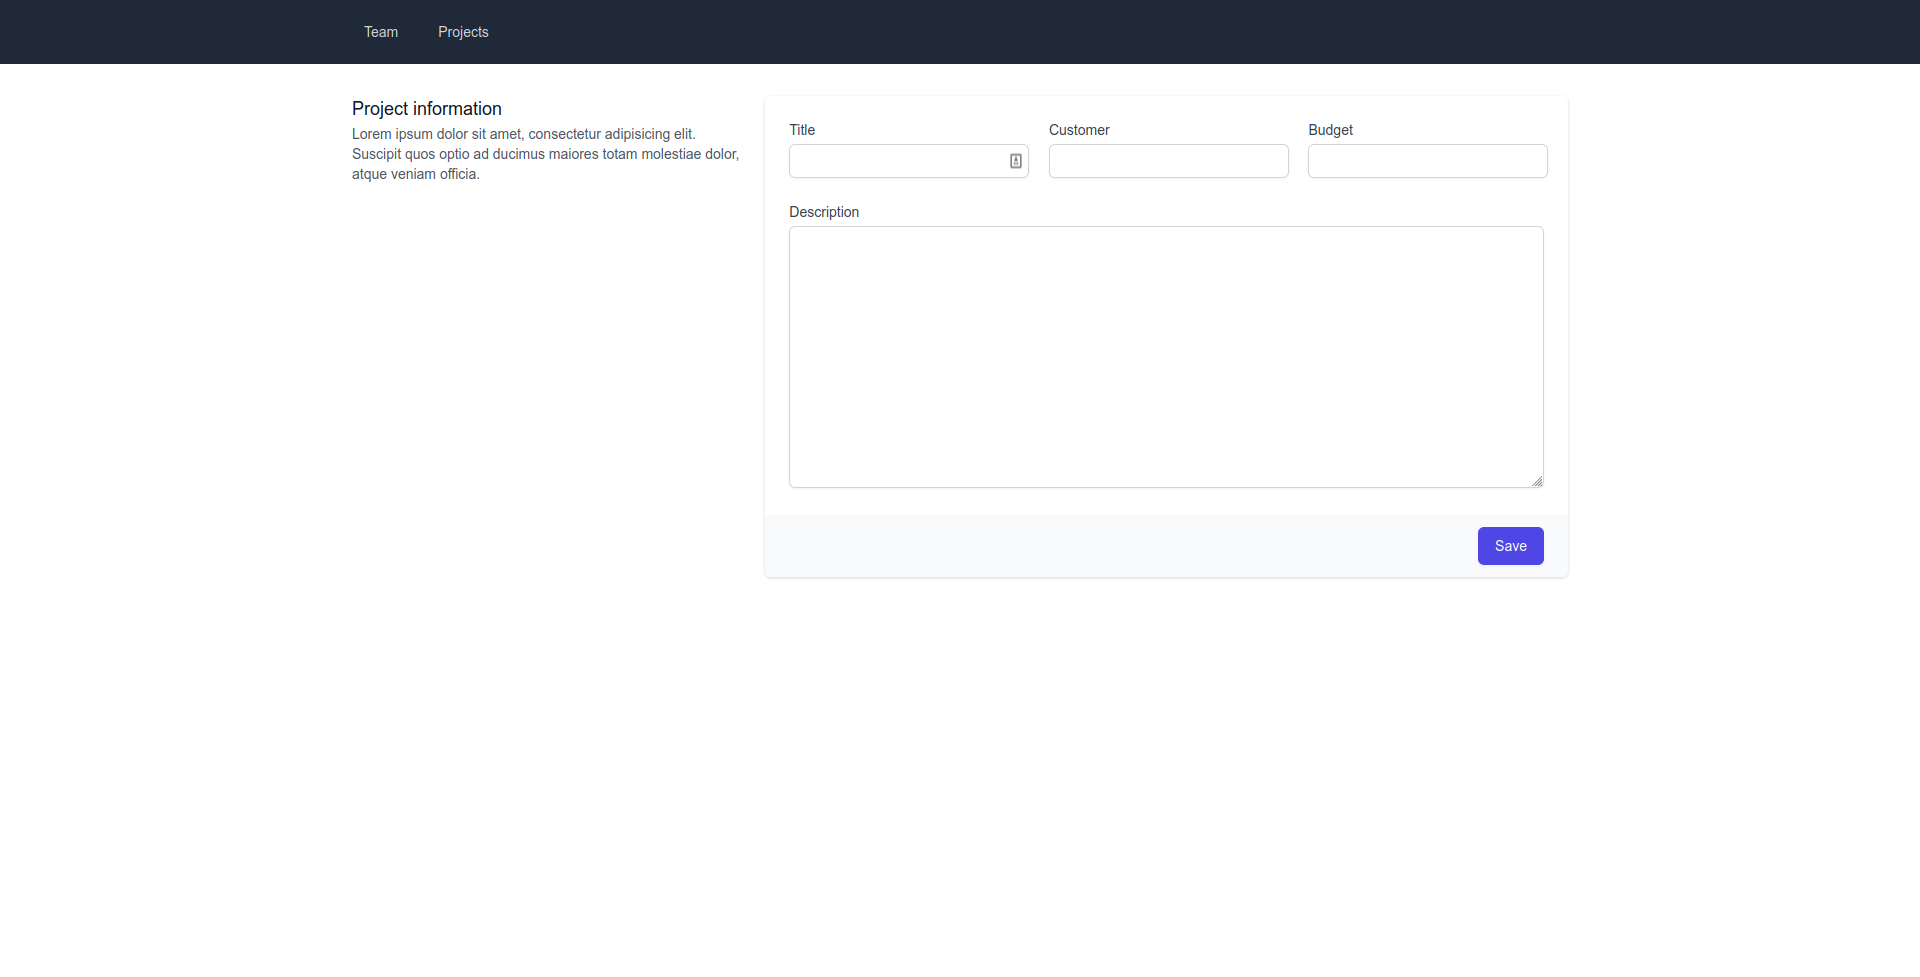 Team Projects
Project information
Lorem ipsum dolor sit amet, consectetur adipisicing elit.
Suscipit quos optio ad ducimus maiores totam molestiae dolor,
atque veniam officia.
Title Customer Budget
Description
Save